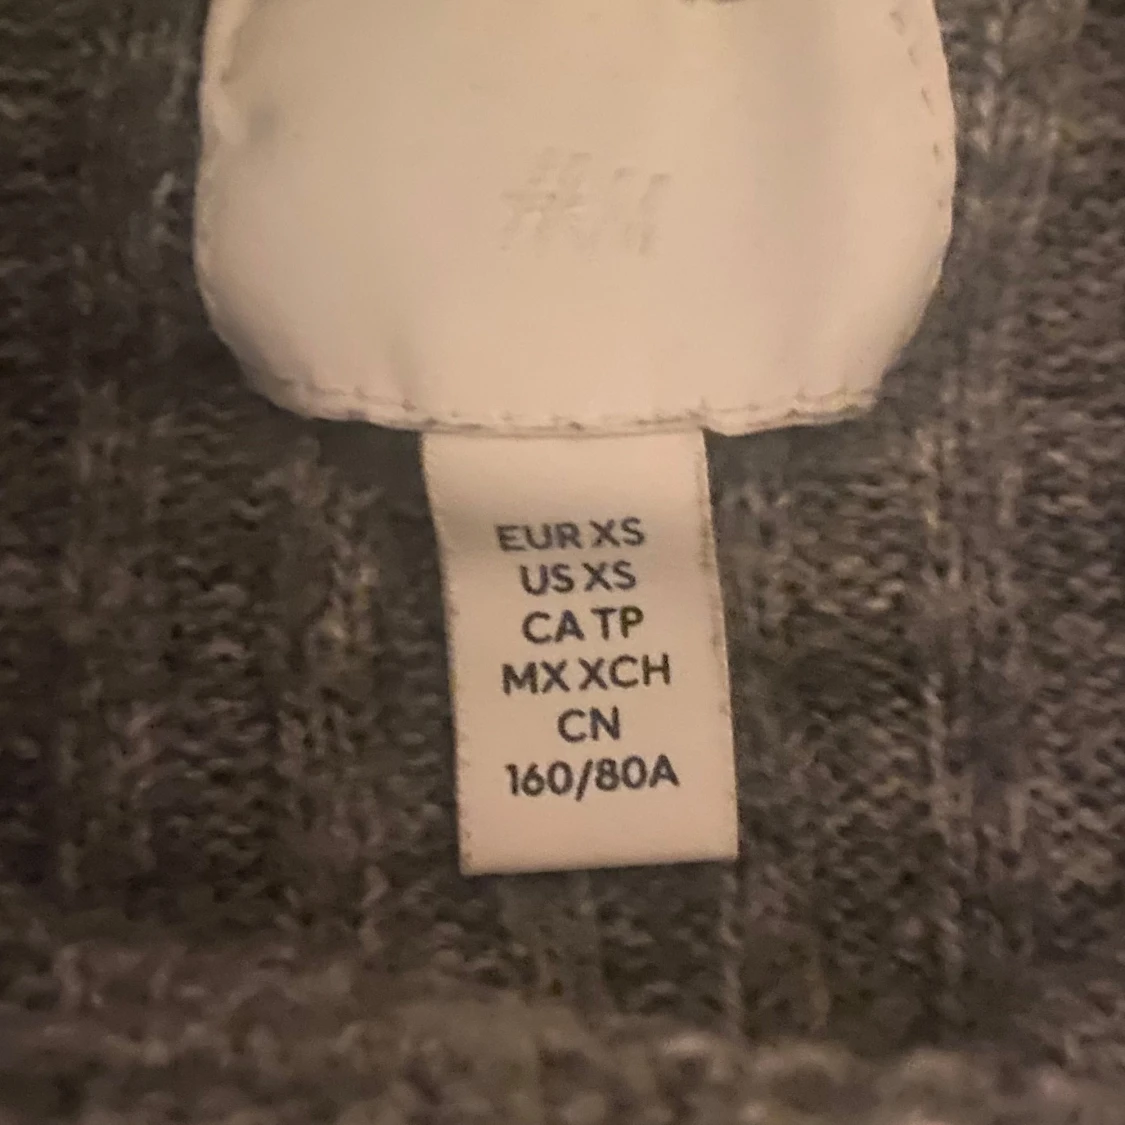 EUR XS
US XS
CA TP
MX XCH
CN
160/80A